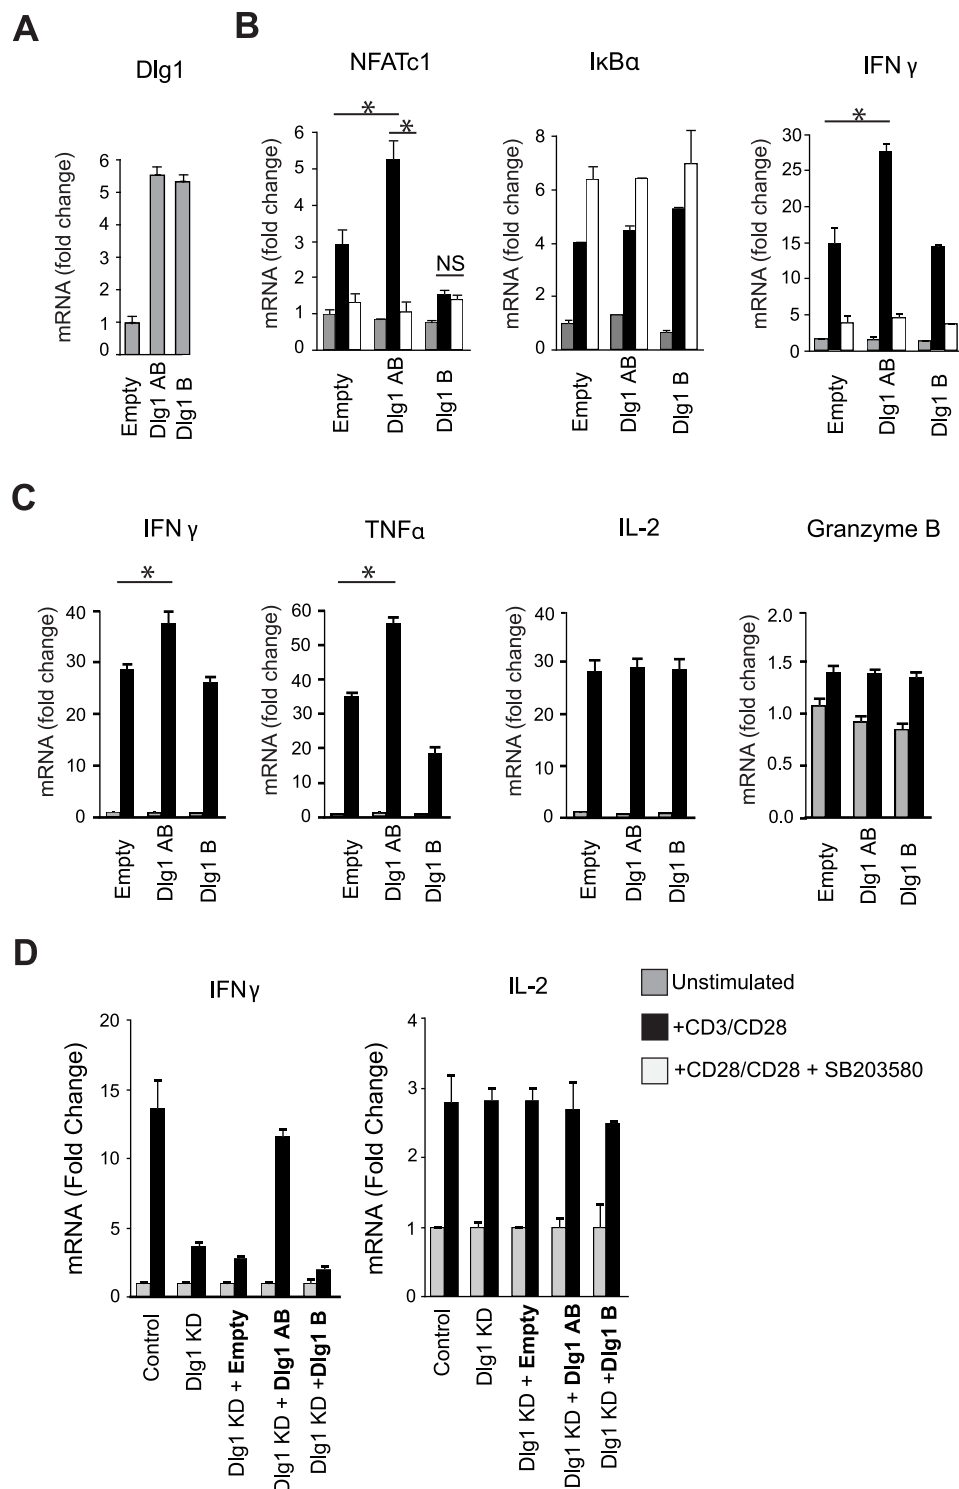 A
B
Dlg1
NFATc1
IκBα
IFN γ
mRNA (fold change)
6
5
4
3
2
1
0
Empty
Dlg1 AB
Dlg1 B
mRNA (fold change)
6
5
4
3
2
1
0
*
*
NS
Empty
Dlg1 AB
Dlg1 B
mRNA (fold change)
8
6
4
2
0
Empty
Dlg1 AB
Dlg1 B
mRNA (fold change)
30
25
20
15
10
5
0
*
Empty
Dlg1 AB
Dlg1 B
C
IFN γ
TNFα
IL-2
Granzyme B
mRNA (fold change)
40
30
20
10
0
*
Empty
Dlg1 AB
Dlg1 B
mRNA (fold change)
60
50
40
30
20
10
0
*
Empty
Dlg1 AB
Dlg1 B
mRNA (fold change)
40
30
20
10
0
Empty
Dlg1 AB
Dlg1 B
mRNA (fold change)
2.0
1.5
1.0
0.5
0.0
Empty
Dlg1 AB
Dlg1 B
D
IFNγ
IL-2
mRNA (Fold Change)
20
15
10
5
0
Control
Dlg1 KD
Dlg1 KD + Empty
Dlg1 KD + Dlg1 AB
Dlg1 KD +Dlg1 B
mRNA (Fold Change)
4
3
2
1
0
Control
Dlg1 KD
Dlg1 KD + Empty
Dlg1 KD + Dlg1 AB
Dlg1 KD +Dlg1 B
Unstimulated
+CD3/CD28
+CD28/CD28 + SB203580